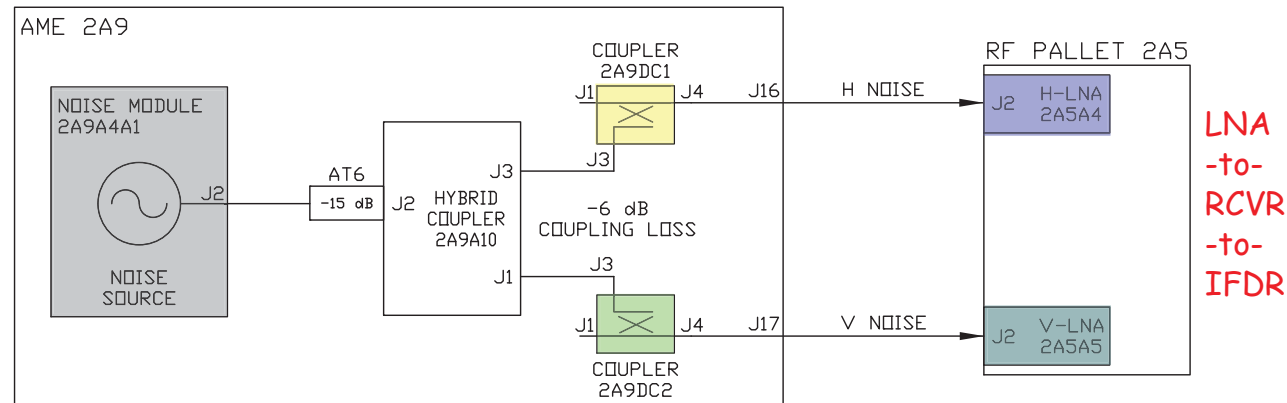 AME 2A9
NOISE MODULE
2A9A4A1
J2
NOISE
SOURCE
AT6
-15 dB
J2
HYBRID
COUPLER
2A9A10
J3
J1
-6 dB
COUPLING LOSS
COUPLER
2A9DC1
J1
J4
J3
J16
H NOISE
J3
J1
J4
J17
V NOISE
COUPLER
2A9DC2
RF PALLET 2A5
J2
H-LNA
2A5A4
J2
V-LNA
2A5A5
LNA
-to-
RCVR
-to-
IFDR